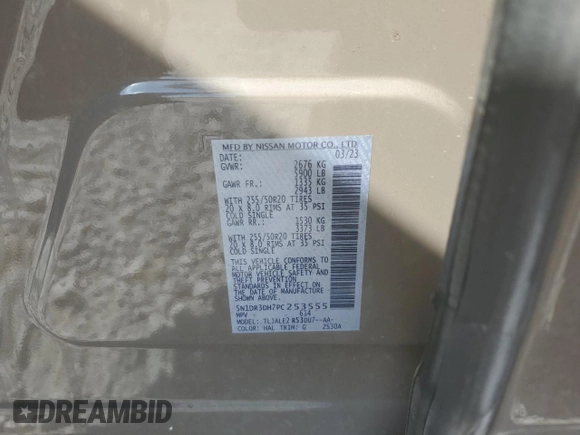 MFD BY NISSAN MOTOR CO., LTD
DATE: 03/23
GVWR: 2676 KG
5900 LB
GAWR FR.: 1335 KG
2943 LB
WITH 255/50R20 TIRES
20 x 8.0 RIMS AT 35 PSI
COLD SINGLE
GAWR RR.: 1530 KG
3373 LB
WITH 255/50R20 TIRES
20 x 8.0 RIMS AT 35 PSI
COLD SINGLE
THIS VEHICLE CONFORMS TO
ALL APPLICABLE FEDERAL
MOTOR VEHICLE SAFETY AND
THEFT PREVENTION
STANDARDS IN EFFECT ON
THE DATE OF MANUFACTURE
SHOWN ABOVE.
5N1DR3DH7PC253555
MPV 614
MODEL: TLJALE2 R53DU7--AA-
COLOR: HAL TRIM: G 2530A
DREAMBID